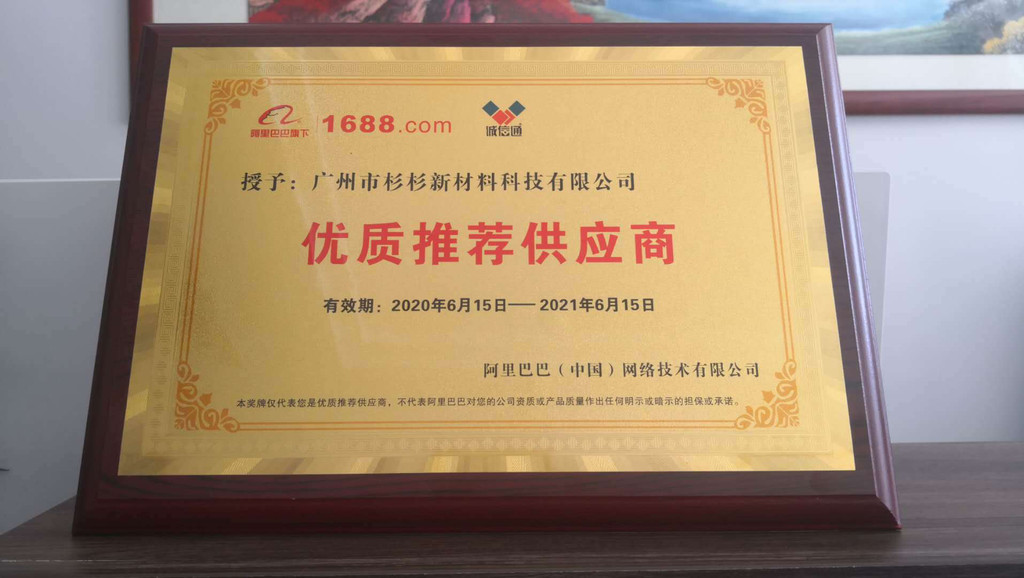 阿里巴巴旗下 1688.com 诚信通
授予：广州市杉杉新材料科技有限公司
优质推荐供应商
有效期：2020年6月15日——2021年6月15日
阿里巴巴（中国）网络技术有限公司
本奖牌仅代表您是优质推荐供应商，不代表阿里巴巴对您的公司资质或产品质量作出任何明示或暗示的担保或承诺。